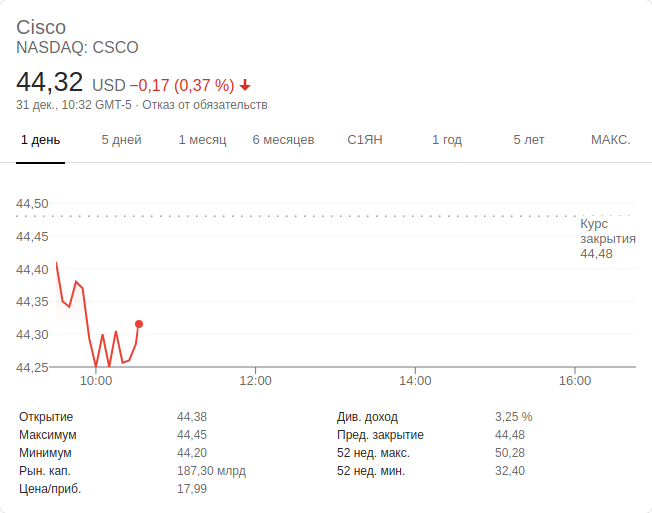 Cisco
NASDAQ: CSCO
44,32 USD −0,17 (0,37 %)
31 дек., 10:32 GMT-5 · Отказ от обязательств
1 день 5 дней 1 месяц 6 месяцев С1ЯН 1 год 5 лет МАКС.
44,50
Курс
закрытия
44,48
44,45
44,40
44,35
44,30
44,25
10:00 12:00 14:00 16:00
Открытие 44,38 Див. доход 3,25 %
Максимум 44,45 Пред. закрытие 44,48
Минимум 44,20 52 нед. макс. 50,28
Рын. кап. 187,30 млрд 52 нед. мин. 32,40
Цена/приб. 17,99